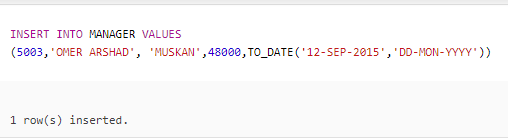 INSERT INTO MANAGER VALUES
(5003,'OMER ARSHAD', 'MUSKAN',48000,TO_DATE('12-SEP-2015','DD-MON-YYYY'))
1 row(s) inserted.